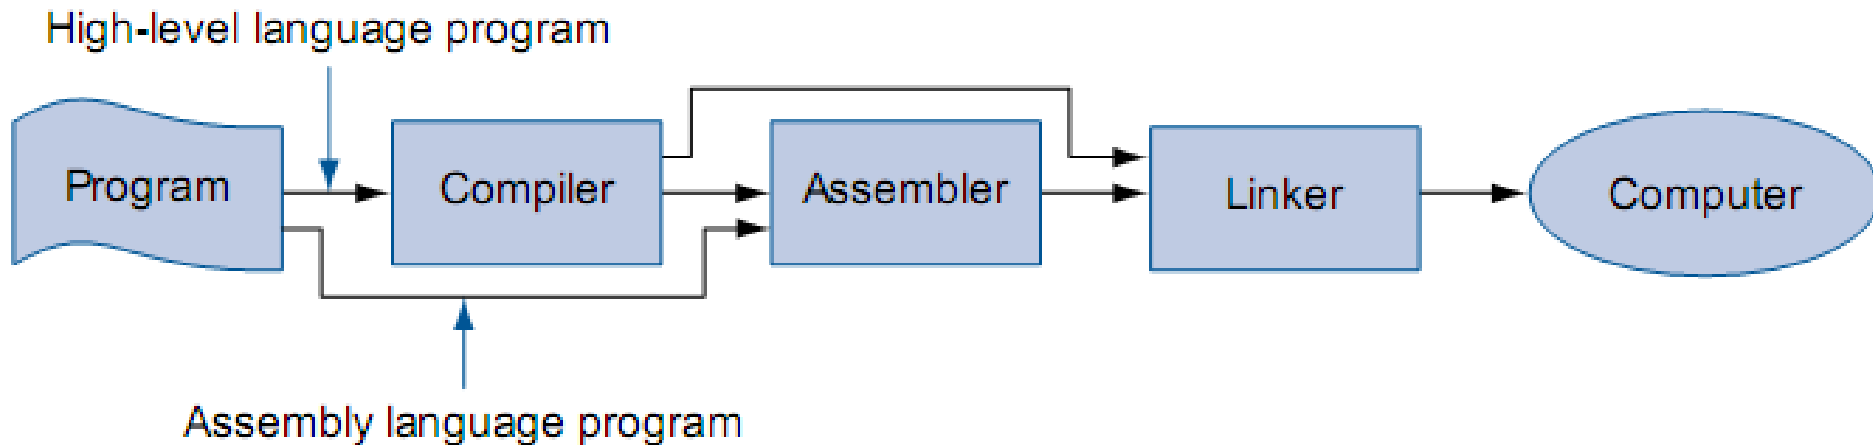 High-level language program
Program
Compiler
Assembler
Linker
Computer
Assembly language program